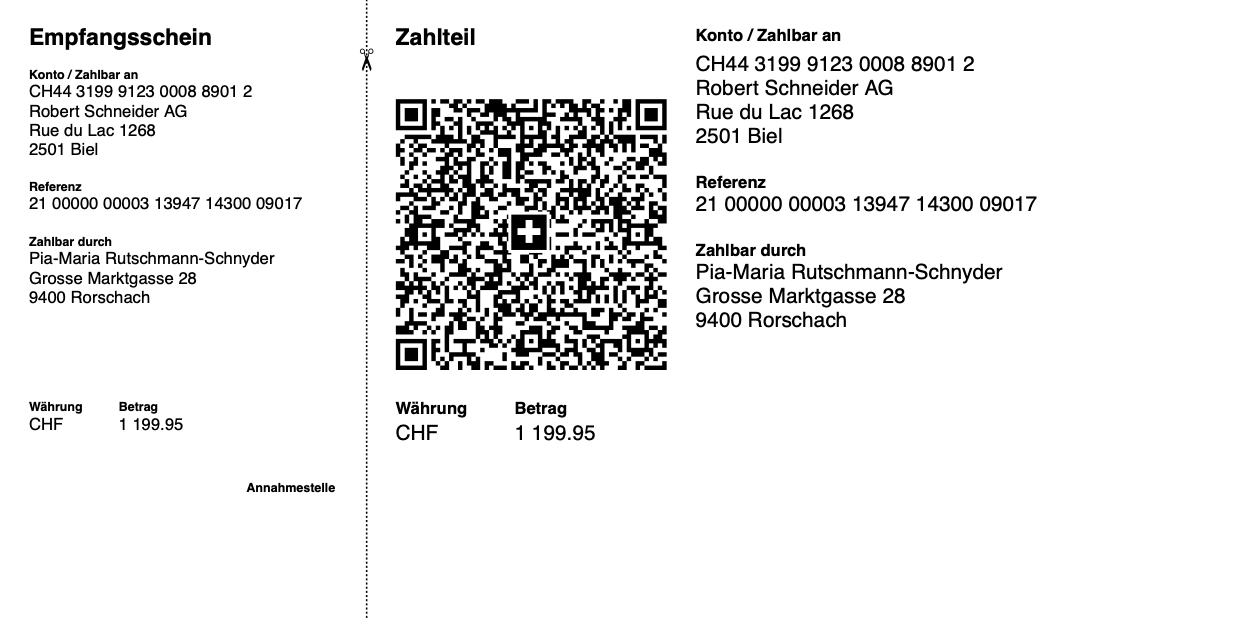 Empfangsschein
Konto / Zahlbar an
CH44 3199 9123 0008 8901 2
Robert Schneider AG
Rue du Lac 1268
2501 Biel
Referenz
21 00000 00003 13947 14300 09017
Zahlbar durch
Pia-Maria Rutschmann-Schnyder
Grosse Marktgasse 28
9400 Rorschach
Währung Betrag
CHF 1 199.95
Annahmestelle
Zahlteil
Währung Betrag
CHF 1 199.95
Konto / Zahlbar an
CH44 3199 9123 0008 8901 2
Robert Schneider AG
Rue du Lac 1268
2501 Biel
Referenz
21 00000 00003 13947 14300 09017
Zahlbar durch
Pia-Maria Rutschmann-Schnyder
Grosse Marktgasse 28
9400 Rorschach